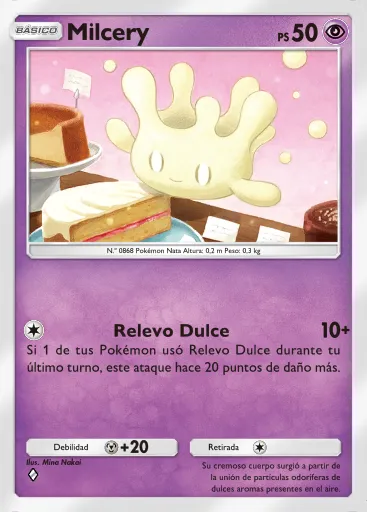 BÁSICO Milcery PS 50
N.º 0868 Pokémon Nata Altura: 0,2 m Peso: 0,3 kg
Relevo Dulce 10+
Si 1 de tus Pokémon usó Relevo Dulce durante tu
último turno, este ataque hace 20 puntos de daño más.
Debilidad +20 Retirada
Ilus. Mina Nakai
Su cremoso cuerpo surgió a partir de
la unión de partículas odoríferas de
dulces aromas presentes en el aire.